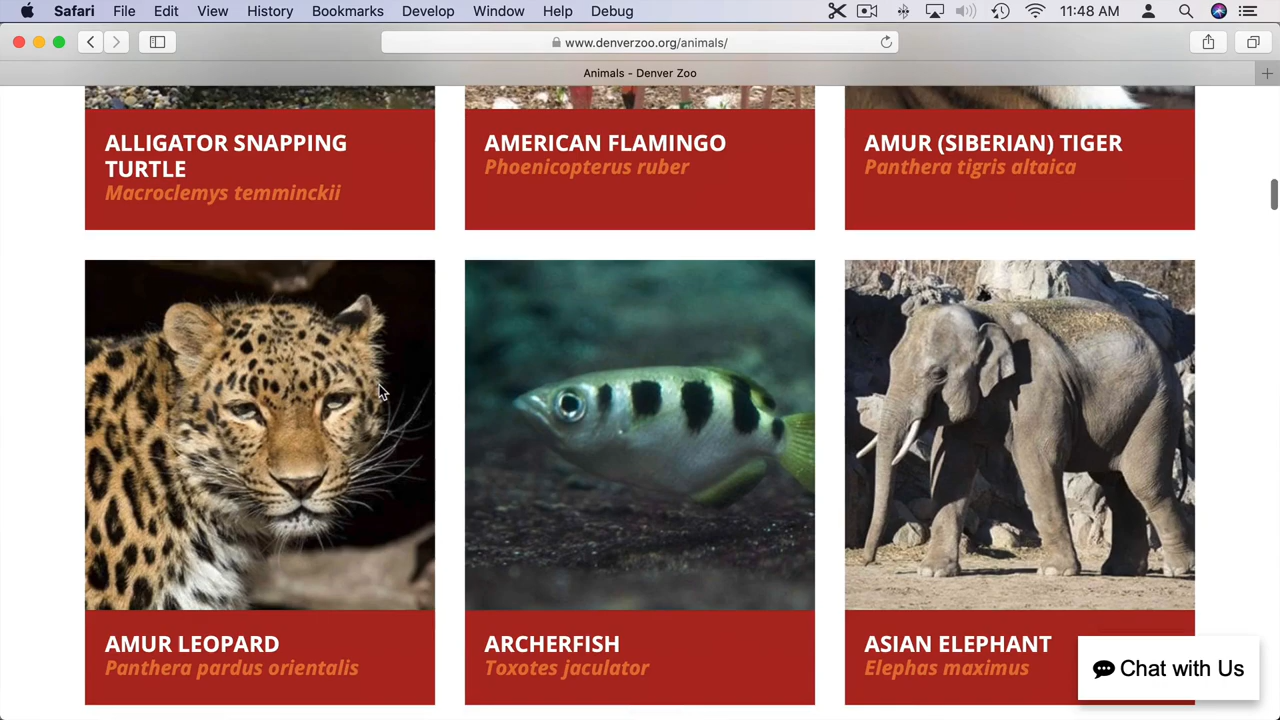 Safari File Edit View History Bookmarks Develop Window Help Debug 11:48 AM
www.denverzoo.org/animals/
Animals - Denver Zoo
ALLIGATOR SNAPPING
TURTLE
Macroclemys temminckii
AMERICAN FLAMINGO
Phoenicopterus ruber
AMUR (SIBERIAN) TIGER
Panthera tigris altaica
AMUR LEOPARD
Panthera pardus orientalis
ARCHERFISH
Toxotes jaculator
ASIAN ELEPHANT
Elephas maximus
Chat with Us